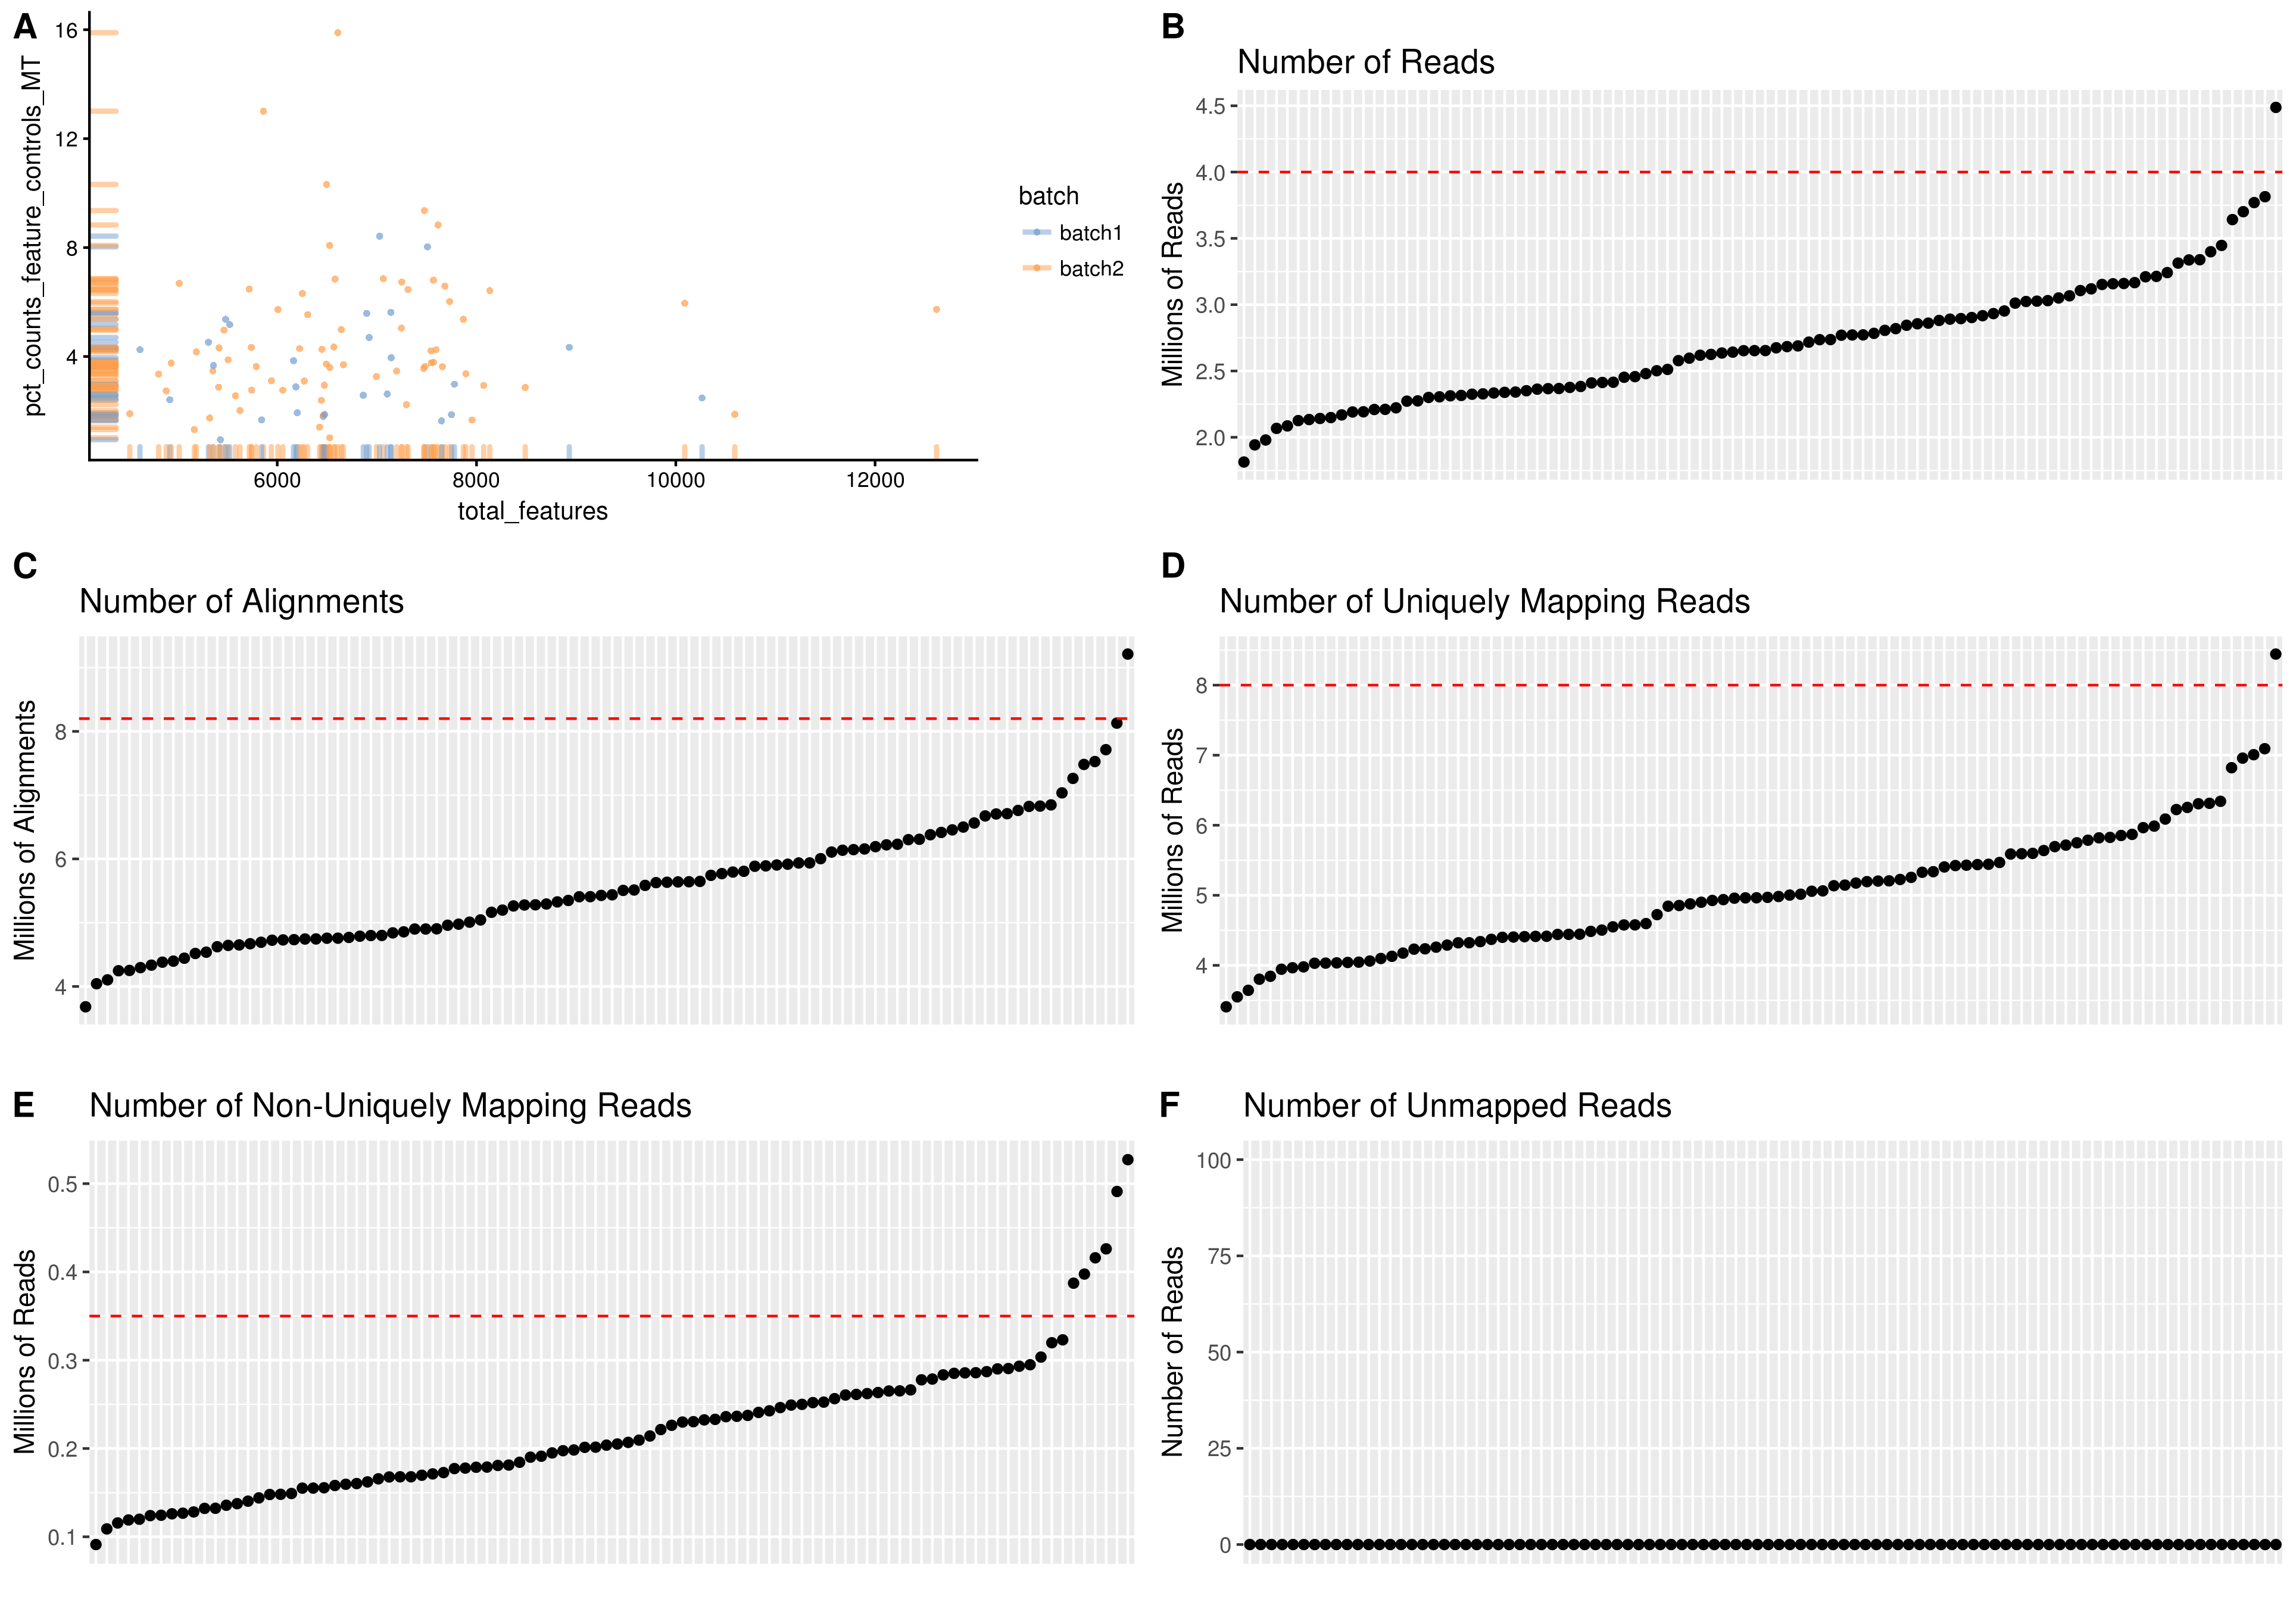 A
pct_counts_feature_controls_MT
16
12
8
4
6000
8000
10000
12000
total_features
batch
batch1
batch2
B
Number of Reads
Millions of Reads
4.5
4.0
3.5
3.0
2.5
2.0
C
Number of Alignments
Millions of Alignments
8
6
4
D
Number of Uniquely Mapping Reads
Millions of Reads
8
7
6
5
4
E
Number of Non-Uniquely Mapping Reads
Millions of Reads
0.5
0.4
0.3
0.2
0.1
F
Number of Unmapped Reads
Number of Reads
100
75
50
25
0